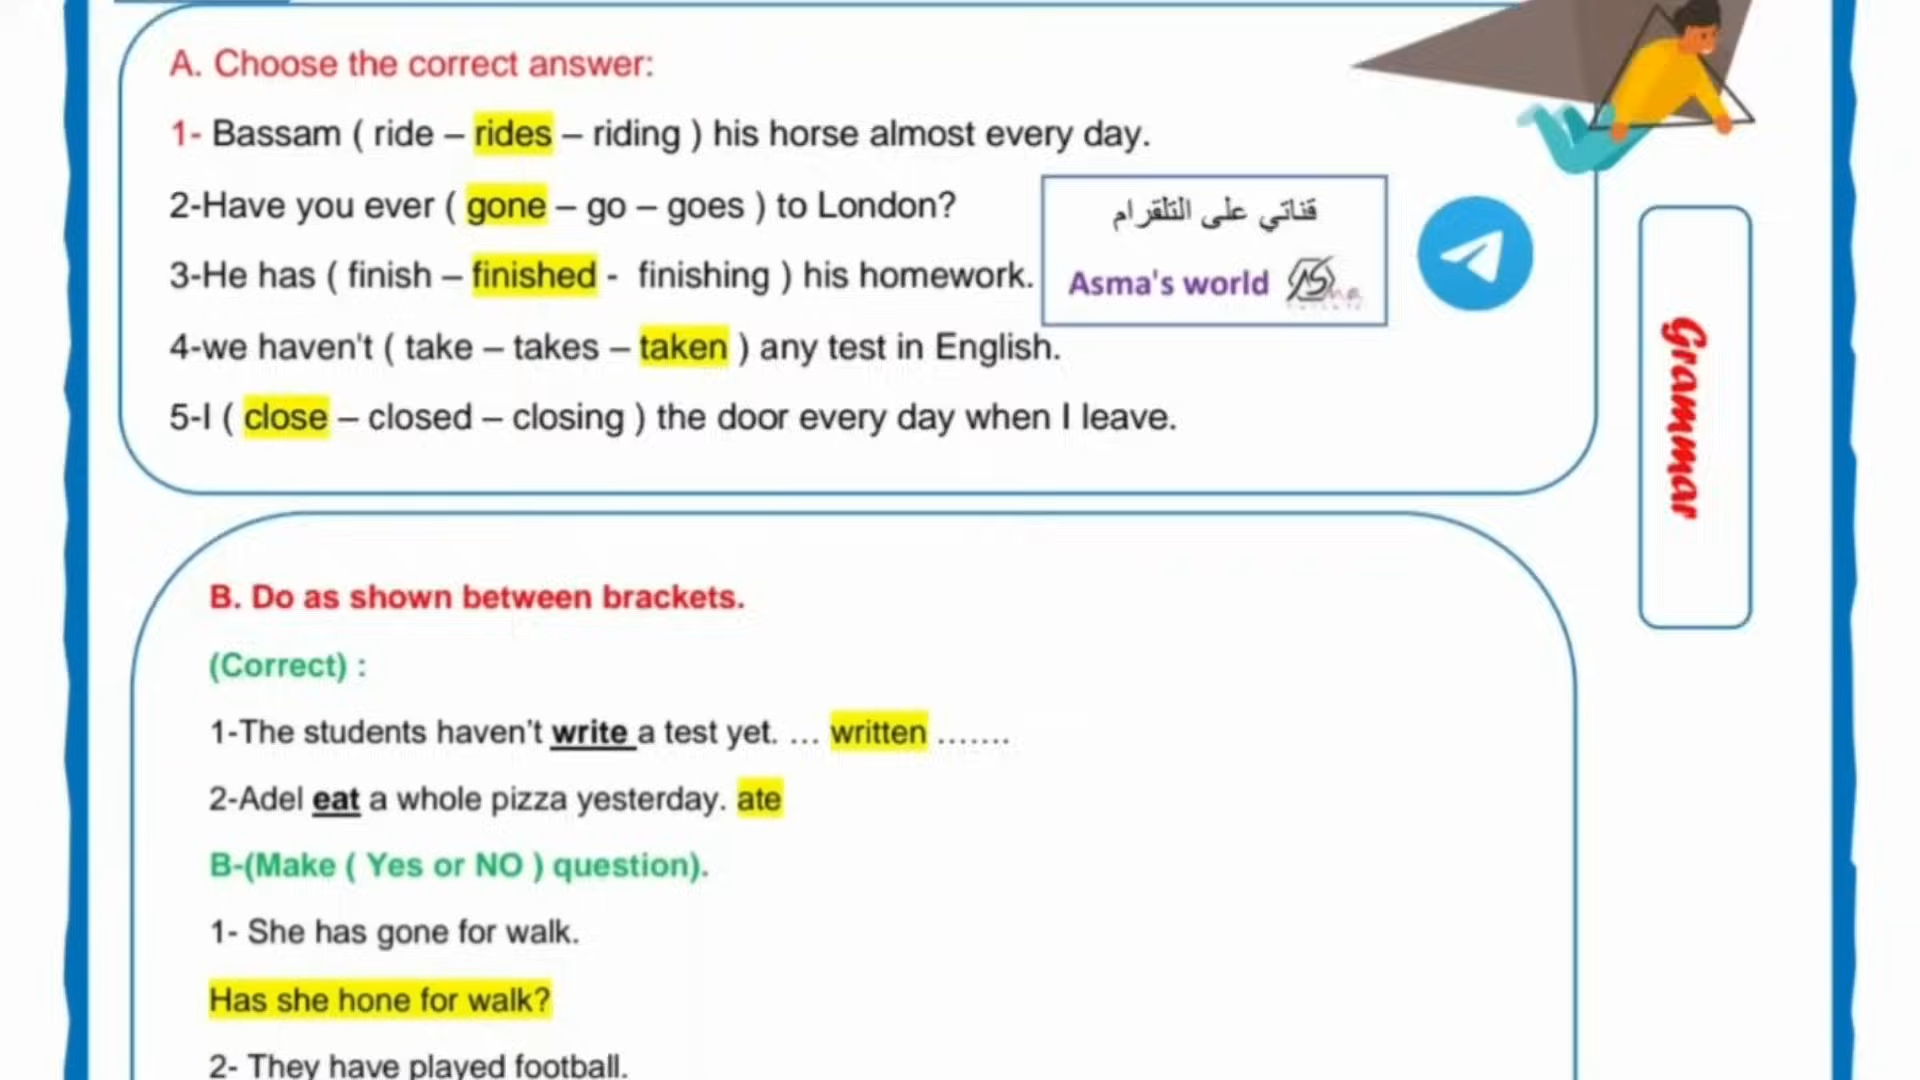 A. Choose the correct answer:
1- Bassam ( ride – rides – riding ) his horse almost every day.
2-Have you ever ( gone – go – goes ) to London?
قناتي على التلقرام
3-He has ( finish – finished - finishing ) his homework.
Asma's world
4-we haven't ( take – takes – taken ) any test in English.
5-I ( close – closed – closing ) the door every day when I leave.
Grammar
B. Do as shown between brackets.
(Correct) :
1-The students haven't write a test yet. ... written .......
2-Adel eat a whole pizza yesterday. ate
B-(Make ( Yes or NO ) question).
1- She has gone for walk.
Has she hone for walk?
2- They have played football.